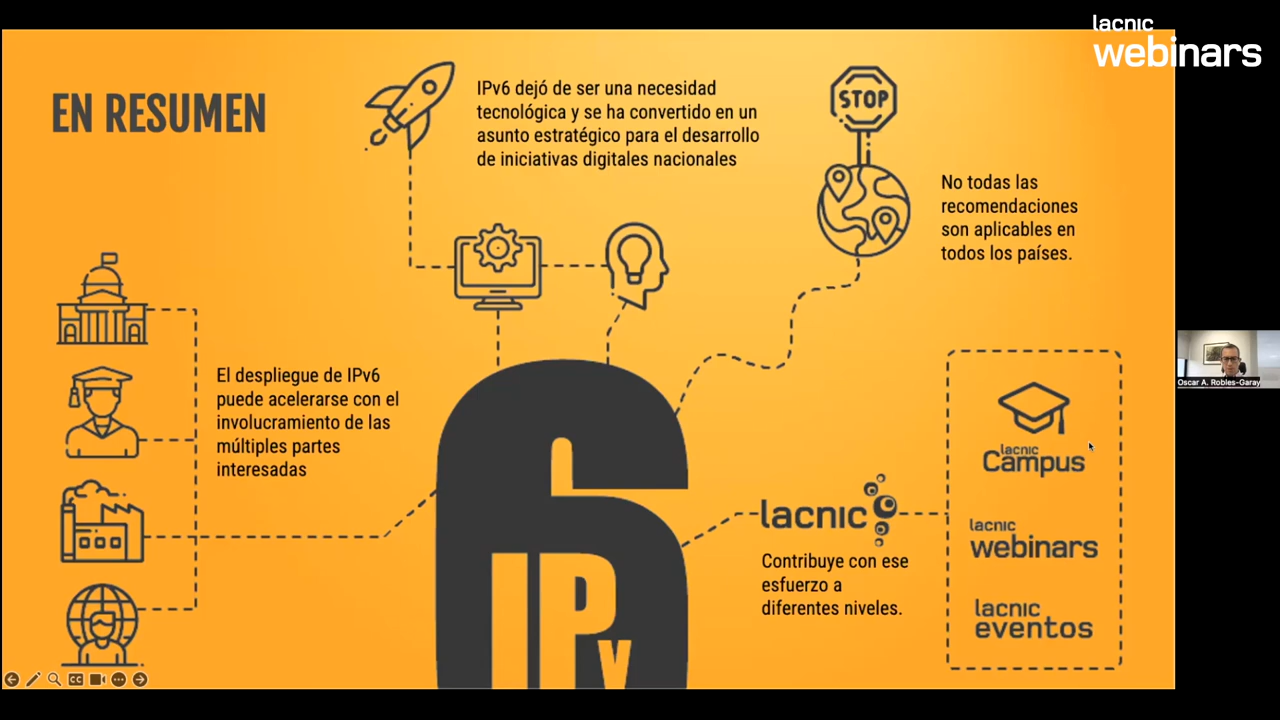 lacnic
webinars
EN RESUMEN
IPv6 dejó de ser una necesidad
tecnológica y se ha convertido en un
asunto estratégico para el desarrollo
de iniciativas digitales nacionales
STOP
No todas las
recomendaciones
son aplicables en
todos los países.
El despliegue de IPv6
puede acelerarse con el
involucramiento de las
múltiples partes
interesadas
6
IPv
lacnic
Contribuye con ese
esfuerzo a
diferentes niveles.
lacnic
Campus
lacnic
webinars
lacnic
eventos
Oscar A. Robles-Garay
CC